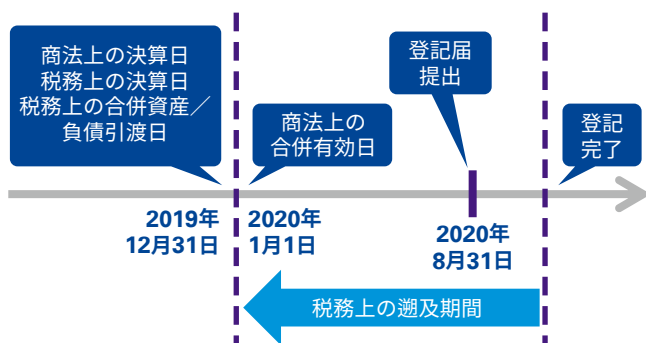 商法上の決算日
税務上の決算日
税務上の合併資産／
負債引渡日
商法上の
合併有効日
登記届
提出
登記
完了
2019年
12月31日
2020年
1月1日
2020年
8月31日
税務上の遡及期間